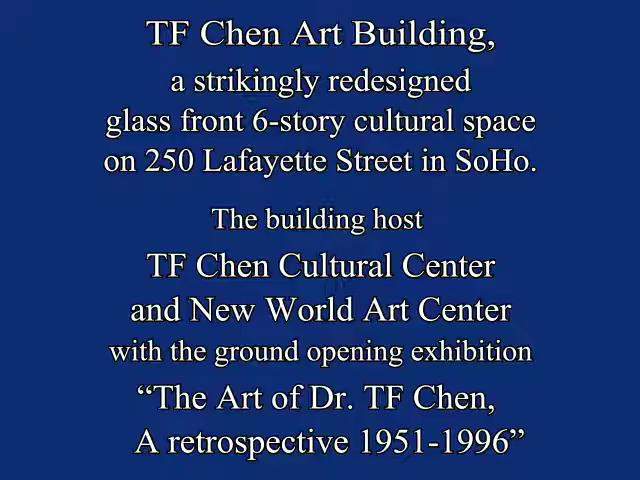 TF Chen Art Building,
a strikingly redesigned
glass front 6-story cultural space
on 250 Lafayette Street in SoHo.
The building host
TF Chen Cultural Center
and New World Art Center
with the ground opening exhibition
“The Art of Dr. TF Chen,
A retrospective 1951-1996”